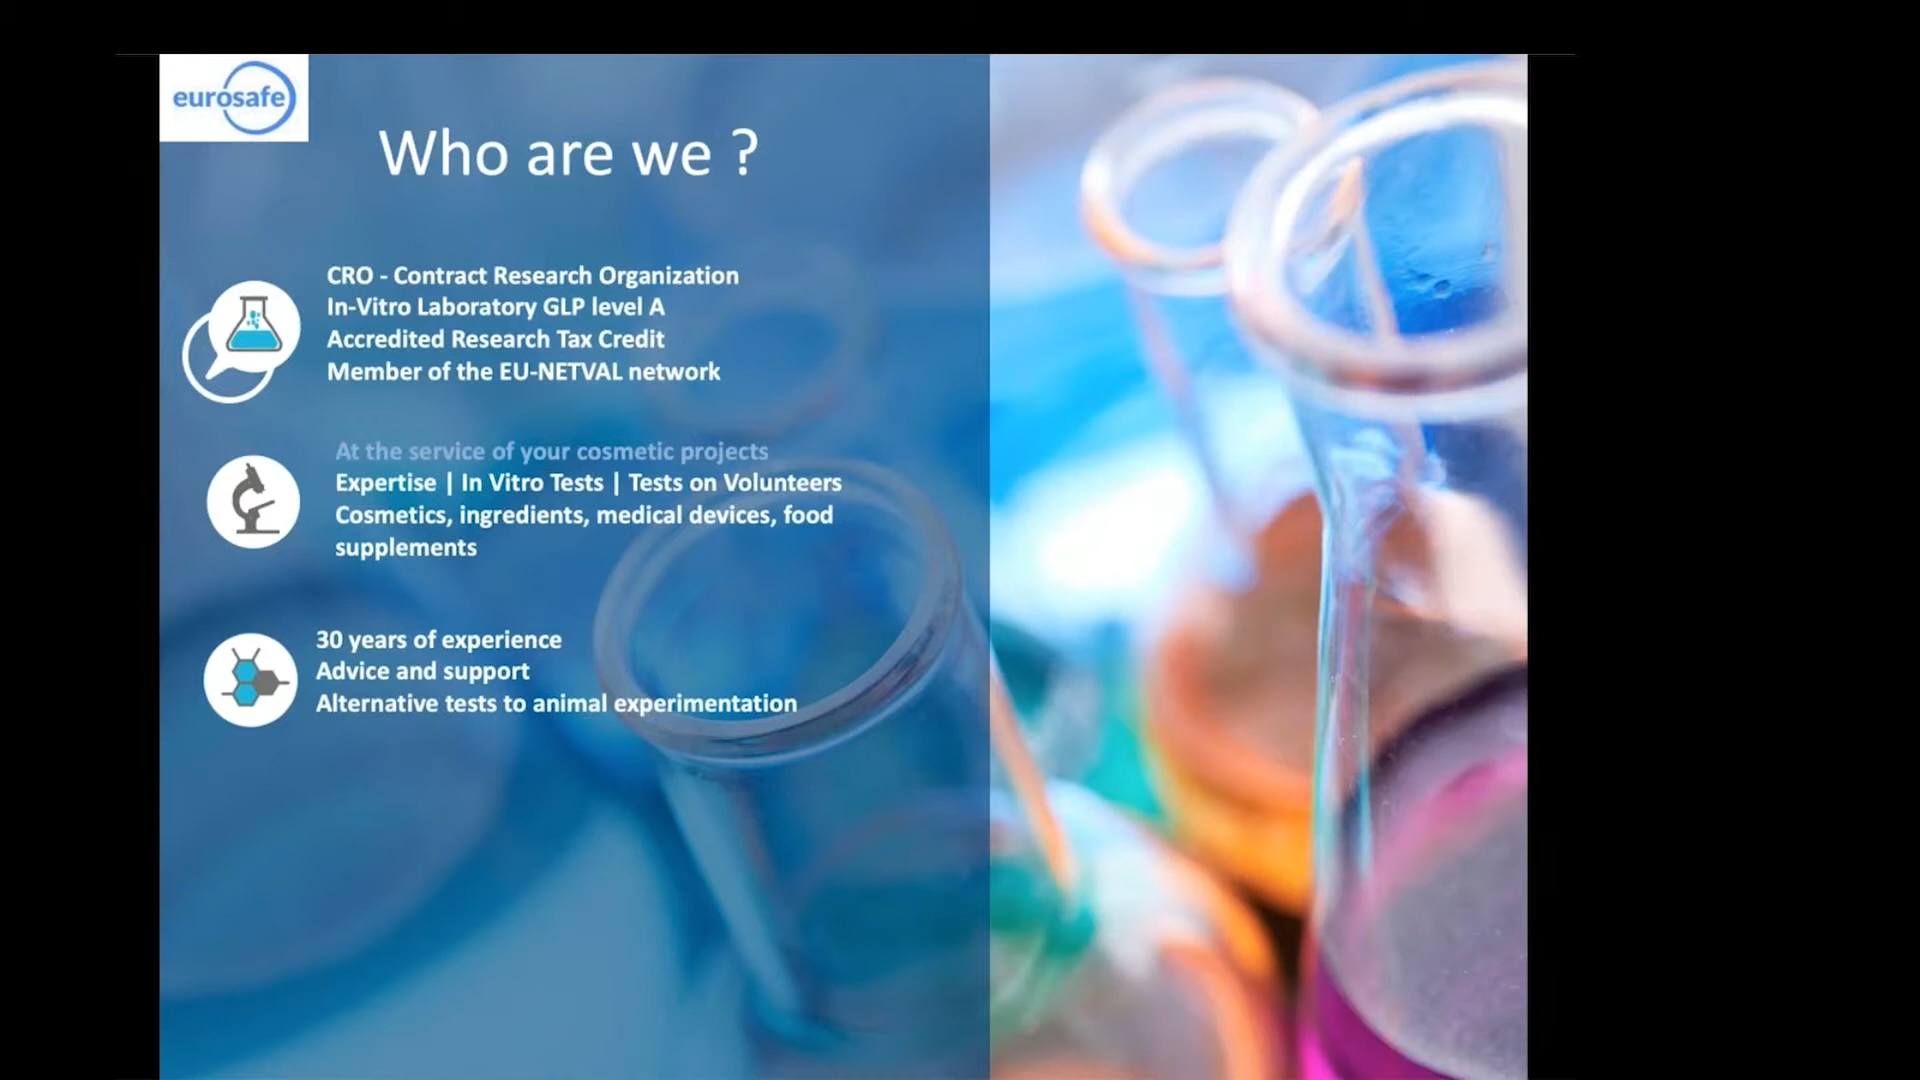 eurosafe
Who are we ?
CRO - Contract Research Organization
In-Vitro Laboratory GLP level A
Accredited Research Tax Credit
Member of the EU-NETVAL network
At the service of your cosmetic projects
Expertise | In Vitro Tests | Tests on Volunteers
Cosmetics, ingredients, medical devices, food
supplements
30 years of experience
Advice and support
Alternative tests to animal experimentation